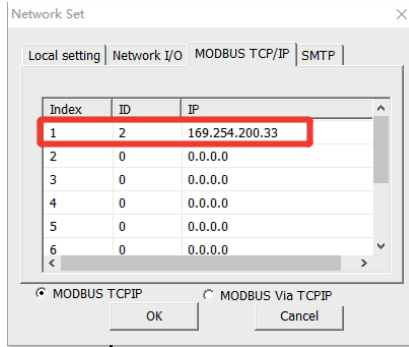 Network Set
Local setting Network I/O MODBUS TCP/IP SMTP
Index ID IP
1 2 169.254.200.33
2 0 0.0.0.0
3 0 0.0.0.0
4 0 0.0.0.0
5 0 0.0.0.0
6 0 0.0.0.0
MODBUS TCPIP MODBUS Via TCPIP
OK Cancel